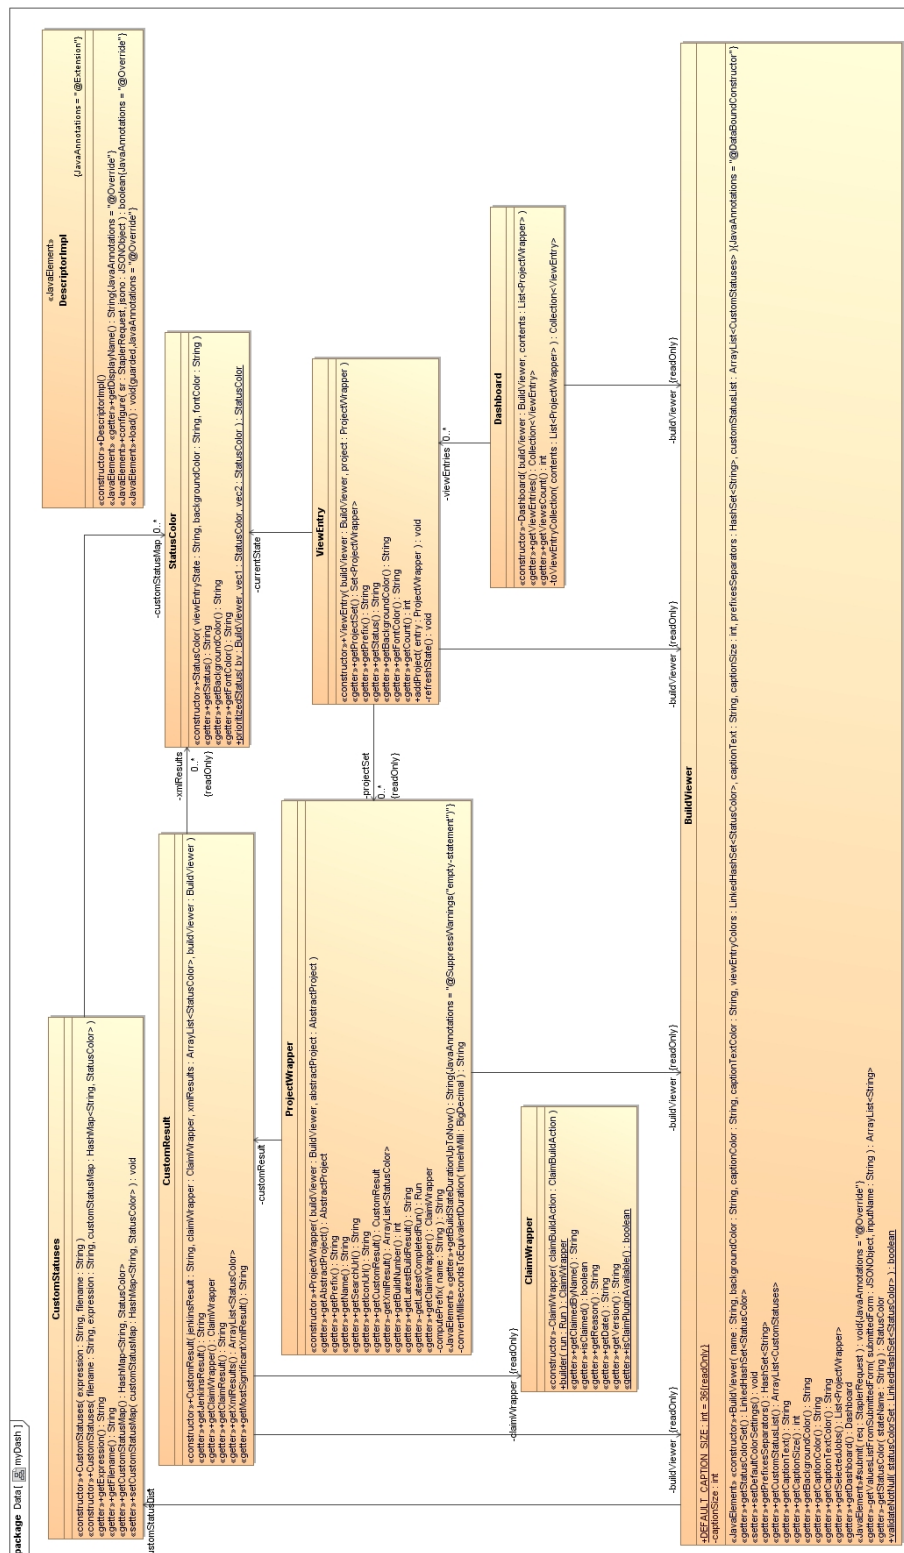 package Data [ myDash ]
CustomStatuses
«constructor»+CustomStatuses( expression : String, filename : String )
«constructor»+CustomStatuses( filename : String, expression : String, customStatusMap : HashMap<String, StatusColor> )
«getter»+getExpression() : String
«getter»+getFilename() : String
«getter»+getCustomStatusMap() : HashMap<String, StatusColor>
«setter»+setCustomStatusMap( customStatusMap : HashMap<String, StatusColor> ) : void
-customStatusMap 0..*
«JavaElement»
DescriptorImpl
{JavaAnnotations = "@Extension"}
«constructor»+DescriptorImpl()
«JavaElement» «getter»+getDisplayName() : String{JavaAnnotations = "@Override"}
«JavaElement»+configure( sr : StaplerRequest, jsono : JSONObject ) : boolean{JavaAnnotations = "@Override"}
«JavaElement»+load() : void{guarded,JavaAnnotations = "@Override"}
CustomResult
«constructor»+CustomResult( jenkinsResult : String, claimWrapper : ClaimWrapper, xmlResults : ArrayList<StatusColor>, buildViewer : BuildViewer )
«getter»+getJenkinsResult() : String
«getter»+getClaimWrapper() : ClaimWrapper
«getter»+getClaimResult() : String
«getter»+getXmlResults() : ArrayList<StatusColor>
«getter»+getMostSignificantXmlResult() : String
-xmlResults
0..*
{readOnly}
StatusColor
«constructor»+StatusColor( viewEntryState : String, backgroundColor : String, fontColor : String )
«getter»+getStatus() : String
«getter»+getBackgroundColor() : String
«getter»+getFontColor() : String
+prioritizedStatus( bv : BuildViewer, vec1 : StatusColor, vec2 : StatusColor ) : StatusColor
-customResult
-currentState
ProjectWrapper
«constructor»+ProjectWrapper( buildViewer : BuildViewer, abstractProject : AbstractProject )
«getter»+getAbstractProject() : AbstractProject
«getter»+getPrefix() : String
«getter»+getName() : String
«getter»+getSearchUrl() : String
«getter»+getIconUrl() : String
«getter»+getCustomResult() : CustomResult
«getter»+getXmlResult() : ArrayList<StatusColor>
«getter»+getBuildNumber() : int
«getter»+getLatestBuildResult() : String
«getter»-getLatestCompletedRun() : Run
«getter»+getClaimWrapper() : ClaimWrapper
-computePrefix( name : String ) : String
«JavaElement» «getter»+getBuildStateDurationUpToNow() : String{JavaAnnotations = "@SuppressWarnings("empty-statement")"}
-convertMillisecondsToEquivalentDuration( timeInMilli : BigDecimal ) : String
-projectSet
0..*
{readOnly}
ViewEntry
«constructor»+ViewEntry( buildViewer : BuildViewer, project : ProjectWrapper )
«getter»+getProjectSet() : Set<ProjectWrapper>
«getter»+getPrefix() : String
«getter»+getStatus() : String
«getter»+getBackgroundColor() : String
«getter»+getFontColor() : String
«getter»+getCount() : int
+addProject( entry : ProjectWrapper ) : void
-refreshState() : void
-viewEntries 0..*
Dashboard
«constructor»~Dashboard( buildViewer : BuildViewer, contents : List<ProjectWrapper> )
«getter»+getViewEntries() : Collection<ViewEntry>
«getter»+getViewsCount() : int
-toViewEntryCollection( contents : List<ProjectWrapper> ) : Collection<ViewEntry>
-claimWrapper {readOnly}
ClaimWrapper
«constructor»-ClaimWrapper( claimBuildAction : ClaimBuildAction )
+builder( run : Run ) : ClaimWrapper
«getter»+getClaimedByName() : String
«getter»+isClaimed() : boolean
«getter»+getReason() : String
«getter»+getDate() : String
«getter»+getVersion() : String
«getter»+isClaimPluginAvailable() : boolean
-buildViewer {readOnly}
-buildViewer {readOnly}
-buildViewer {readOnly}
-buildViewer {readOnly}
BuildViewer
+DEFAULT_CAPTION_SIZE : int = 36{readOnly}
-captionSize : int
«JavaElement» «constructor»+BuildViewer( name : String, backgroundColor : String, captionColor : String, captionTextColor : String, viewEntryColors : LinkedHashSet<StatusColor>, captionText : String, captionSize : int, prefixesSeparators : HashSet<String>, customStatusList : ArrayList<CustomStatuses> ){JavaAnnotations = "@DataBoundConstructor"}
«getter»+getStatusColorSet() : LinkedHashSet<StatusColor>
«setter»+setDefaultColorSettings() : void
«getter»+getPrefixesSeparators() : HashSet<String>
«getter»+getCustomStatusList() : ArrayList<CustomStatuses>
«getter»+getCaptionText() : String
«getter»+getCaptionSize() : int
«getter»+getBackgroundColor() : String
«getter»+getCaptionColor() : String
«getter»+getCaptionTextColor() : String
«getter»+getSelectedJobs() : List<ProjectWrapper>
«getter»+getDashboard() : Dashboard
«JavaElement»#submit( req : StaplerRequest ) : void{JavaAnnotations = "@Override"}
«getter»-getValuesListFromSubmittedForm( submittedForm : JSONObject, inputName : String ) : ArrayList<String>
«getter»-getStatusColor( stateName : String ) : StatusColor
+validateNotNull( statusColorSet : LinkedHashSet<StatusColor> ) : boolean